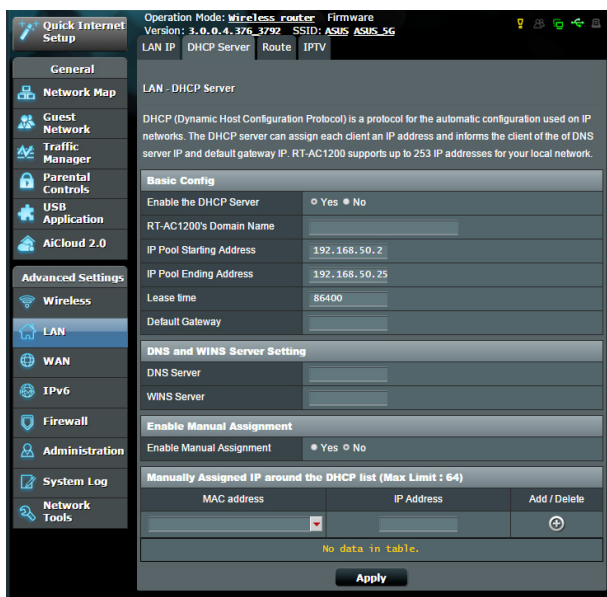 Quick Internet
Setup
General
Network Map
Guest
Network
Traffic
Manager
Parental
Controls
USB
Application
AiCloud 2.0
Advanced Settings
Wireless
LAN
WAN
IPv6
Firewall
Administration
System Log
Network
Tools
Operation Mode: Wireless router Firmware
Version: 3.0.0.4.376_3792 SSID: ASUS ASUS_5G
LAN IP DHCP Server Route IPTV
LAN - DHCP Server
DHCP (Dynamic Host Configuration Protocol) is a protocol for the automatic configuration used on IP
networks. The DHCP server can assign each client an IP address and informs the client of the of DNS
server IP and default gateway IP. RT-AC1200 supports up to 253 IP addresses for your local network.
Basic Config
Enable the DHCP Server Yes No
RT-AC1200's Domain Name
IP Pool Starting Address 192.168.50.2
IP Pool Ending Address 192.168.50.25
Lease time 86400
Default Gateway
DNS and WINS Server Setting
DNS Server
WINS Server
Enable Manual Assignment
Enable Manual Assignment Yes No
Manually Assigned IP around the DHCP list (Max Limit : 64)
MAC address IP Address Add / Delete
No data in table.
Apply